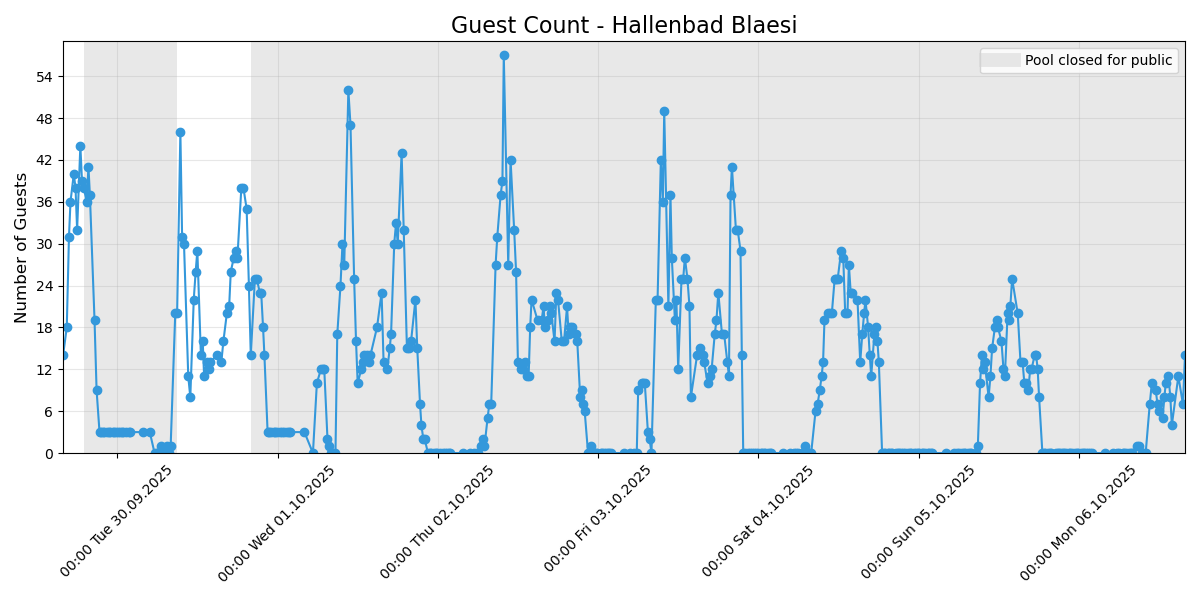 Guest Count - Hallenbad Blaesi
Pool closed for public
Number of Guests
54
48
42
36
30
24
18
12
6
0
00:00 Tue 30.09.2025
00:00 Wed 01.10.2025
00:00 Thu 02.10.2025
00:00 Fri 03.10.2025
00:00 Sat 04.10.2025
00:00 Sun 05.10.2025
00:00 Mon 06.10.2025